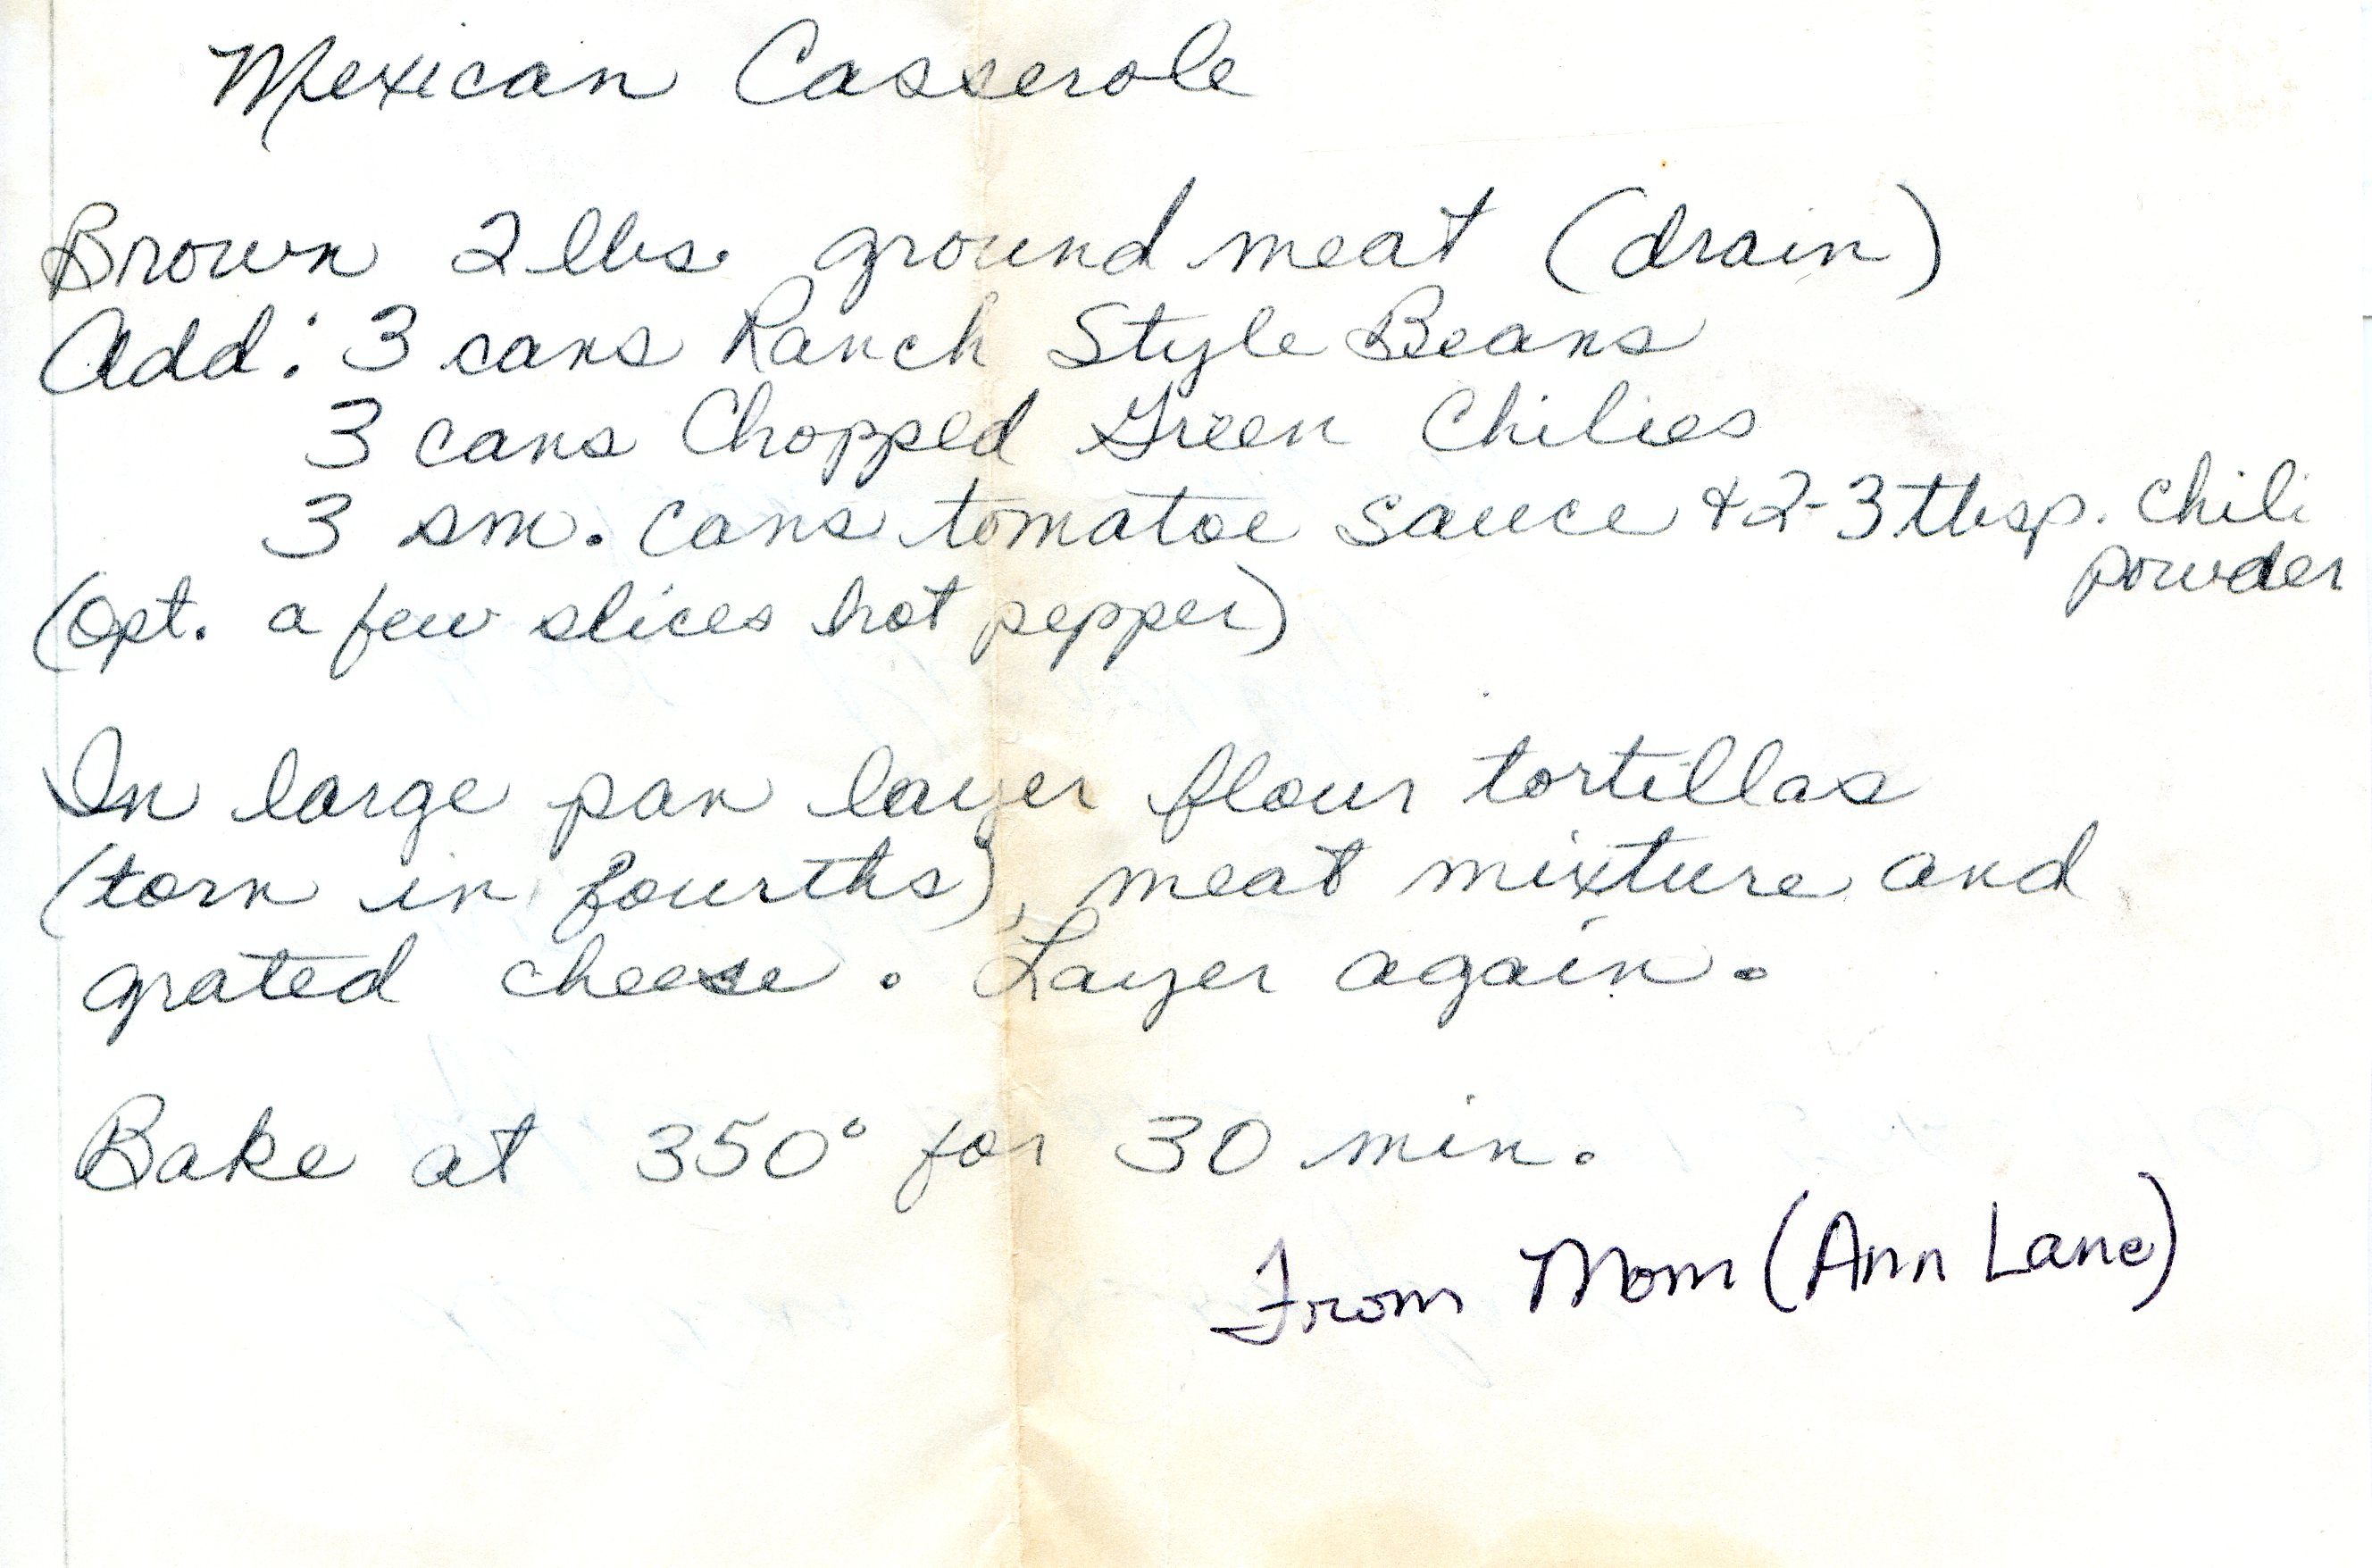 Mexican Casserole
Brown 2 lbs. ground meat (drain)
Add: 3 cans Ranch Style Beans
3 cans Chopped Green Chilies
3 sm. cans tomatoe sauce + 2-3 tbsp. chili
powder
(Opt. a few slices hot pepper)
In large pan layer flour tortillas
(torn in fourths), meat mixture and
grated cheese. Layer again.
Bake at 350° for 30 min.
From Mom (Ann Lane)